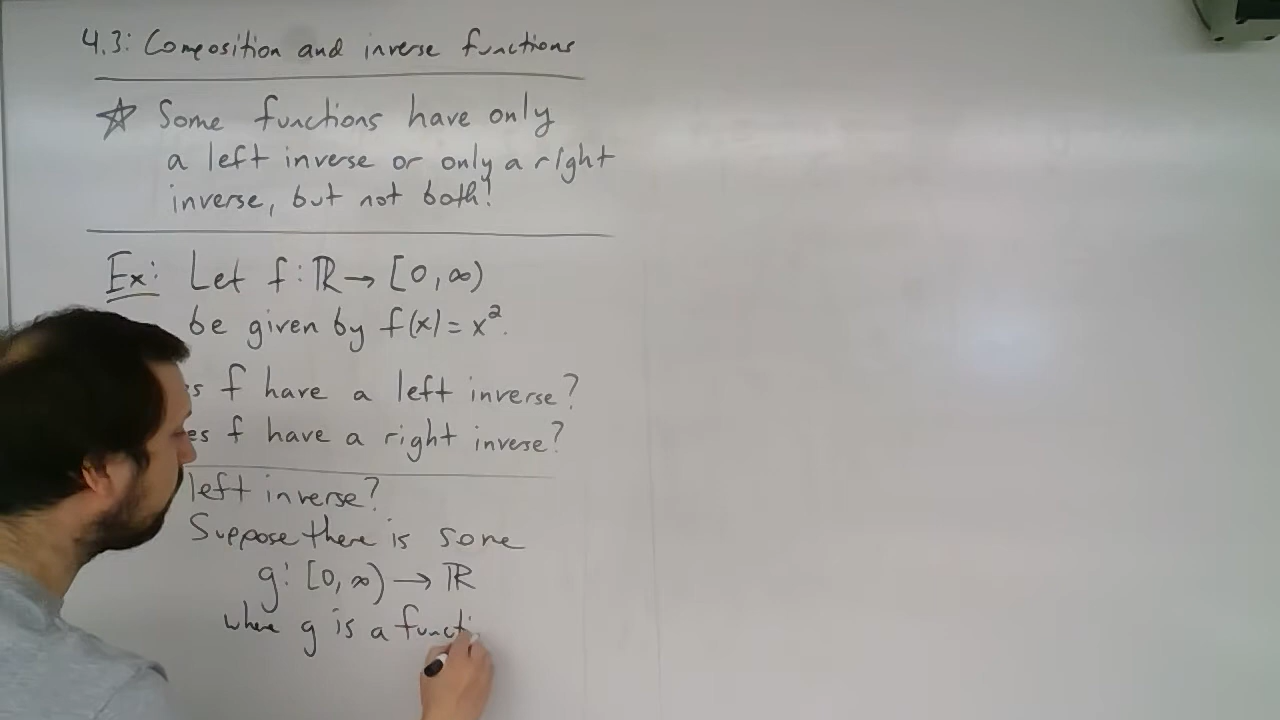 4.3: Composition and inverse functions
☆ Some functions have only
a left inverse or only a right
inverse, but not both!
Ex: Let f: ℝ → [0, ∞)
be given by f(x) = x².
es f have a left inverse?
es f have a right inverse?
left inverse?
Suppose there is some
g: [0, ∞) → ℝ
where g is a functi